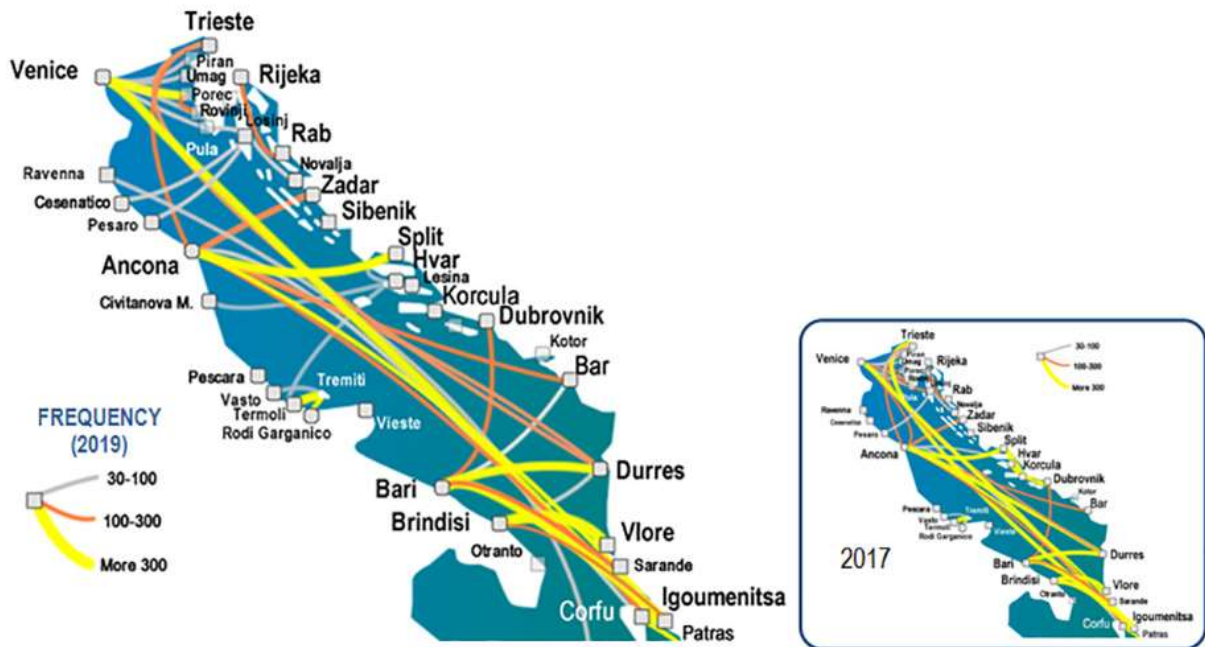 Trieste
Piran
Venice
Umag
Rijeka
Porec
Rovinji
Losinj
Rab
Pula
Novalja
Ravenna
Zadar
Cesenatico
Sibenik
Pesaro
Split
Ancona
Hvar
Lesina
Civitanova M.
Korcula
Dubrovnik
Kotor
Bar
Pescara
Tremiti
Vasto
Termoli
Rodi Garganico
Vieste
FREQUENCY
(2019)
30-100
100-300
More 300
Durres
Bari
Brindisi
Vlore
Otranto
Sarande
Igoumenitsa
Corfu
Patras
Trieste
30-100
Venice
Piran
Rijeka
100-300
Umag
Porec
More 300
Pula
Rab
Novalja
Ravenna
Zadar
Pesaro
Sibenik
Ancona
Split
Hvar
Korcula
Dubrovnik
Kotor
Bar
Pescara
Tremiti
Vasto
Termoli
Rodi Garganico
Vieste
2017
Durres
Bari
Brindisi
Vlore
Otranto
Sarande
Igoumenitsa
Corfu
Patras